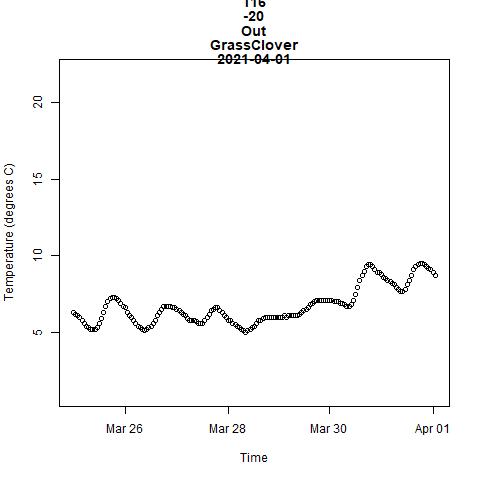 T16
-20
Out
GrassClover
2021-04-01
Temperature (degrees C)
20
15
10
5
Mar 26 Mar 28 Mar 30 Apr 01
Time